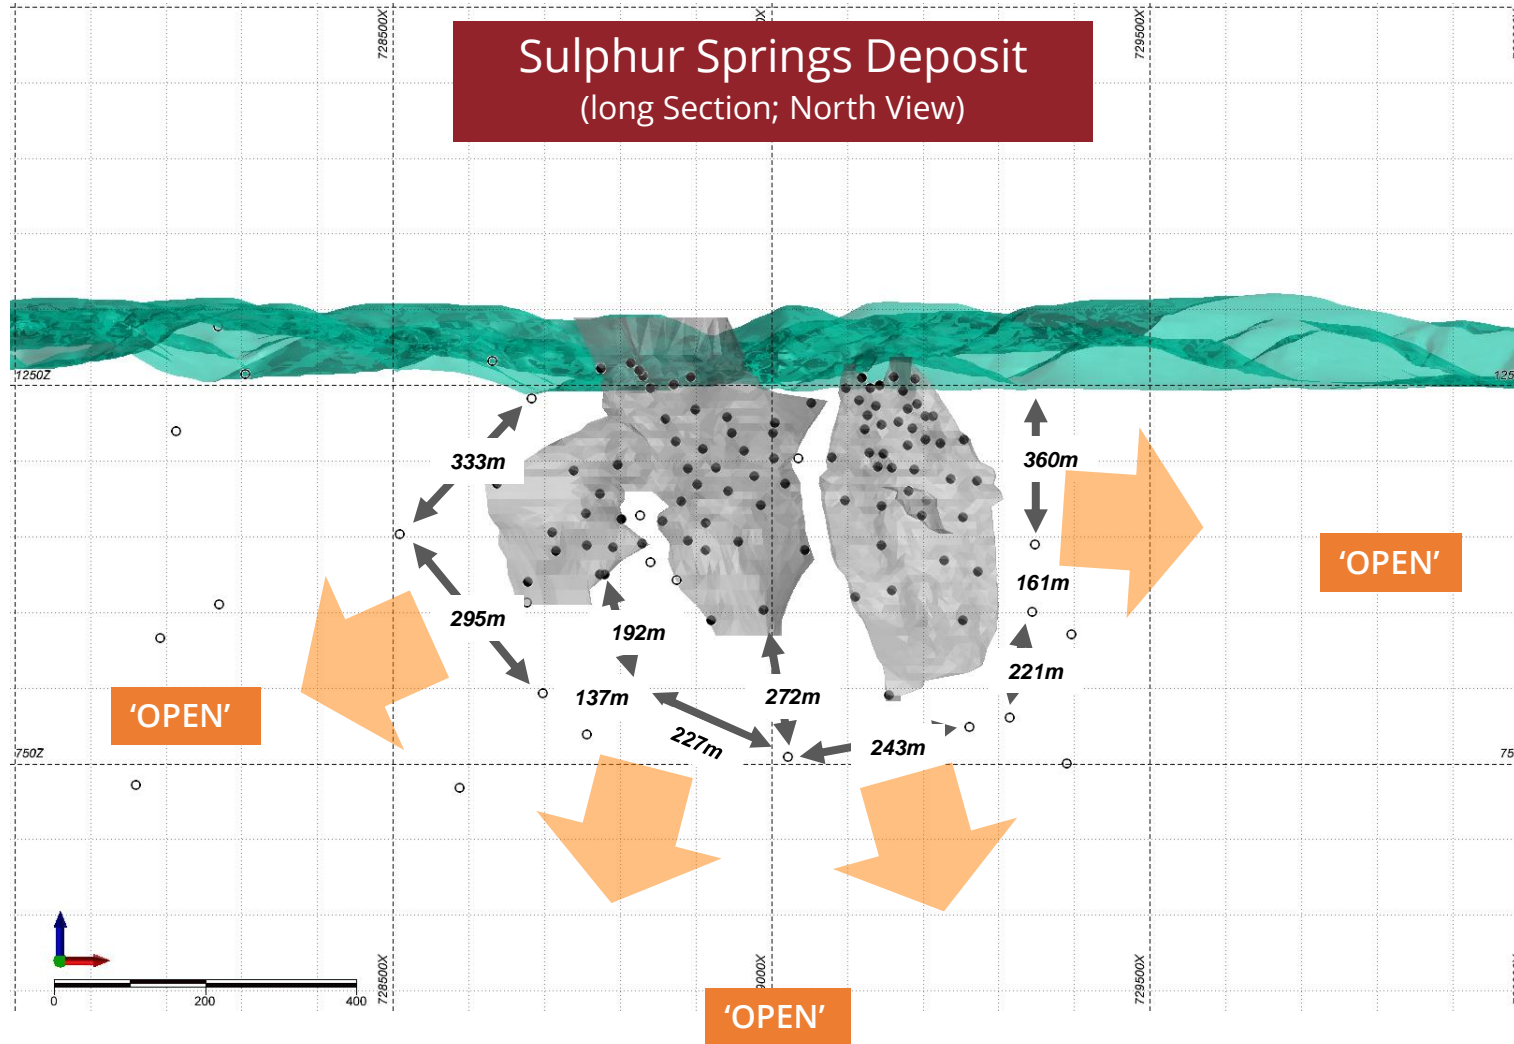 728500X
X
729500X
Sulphur Springs Deposit
(long Section; North View)
1250Z
333m
360m
161m
'OPEN'
295m
192m
221m
137m
272m
'OPEN'
227m
243m
750Z
728500X
9000X
729500X
0
200
400
'OPEN'